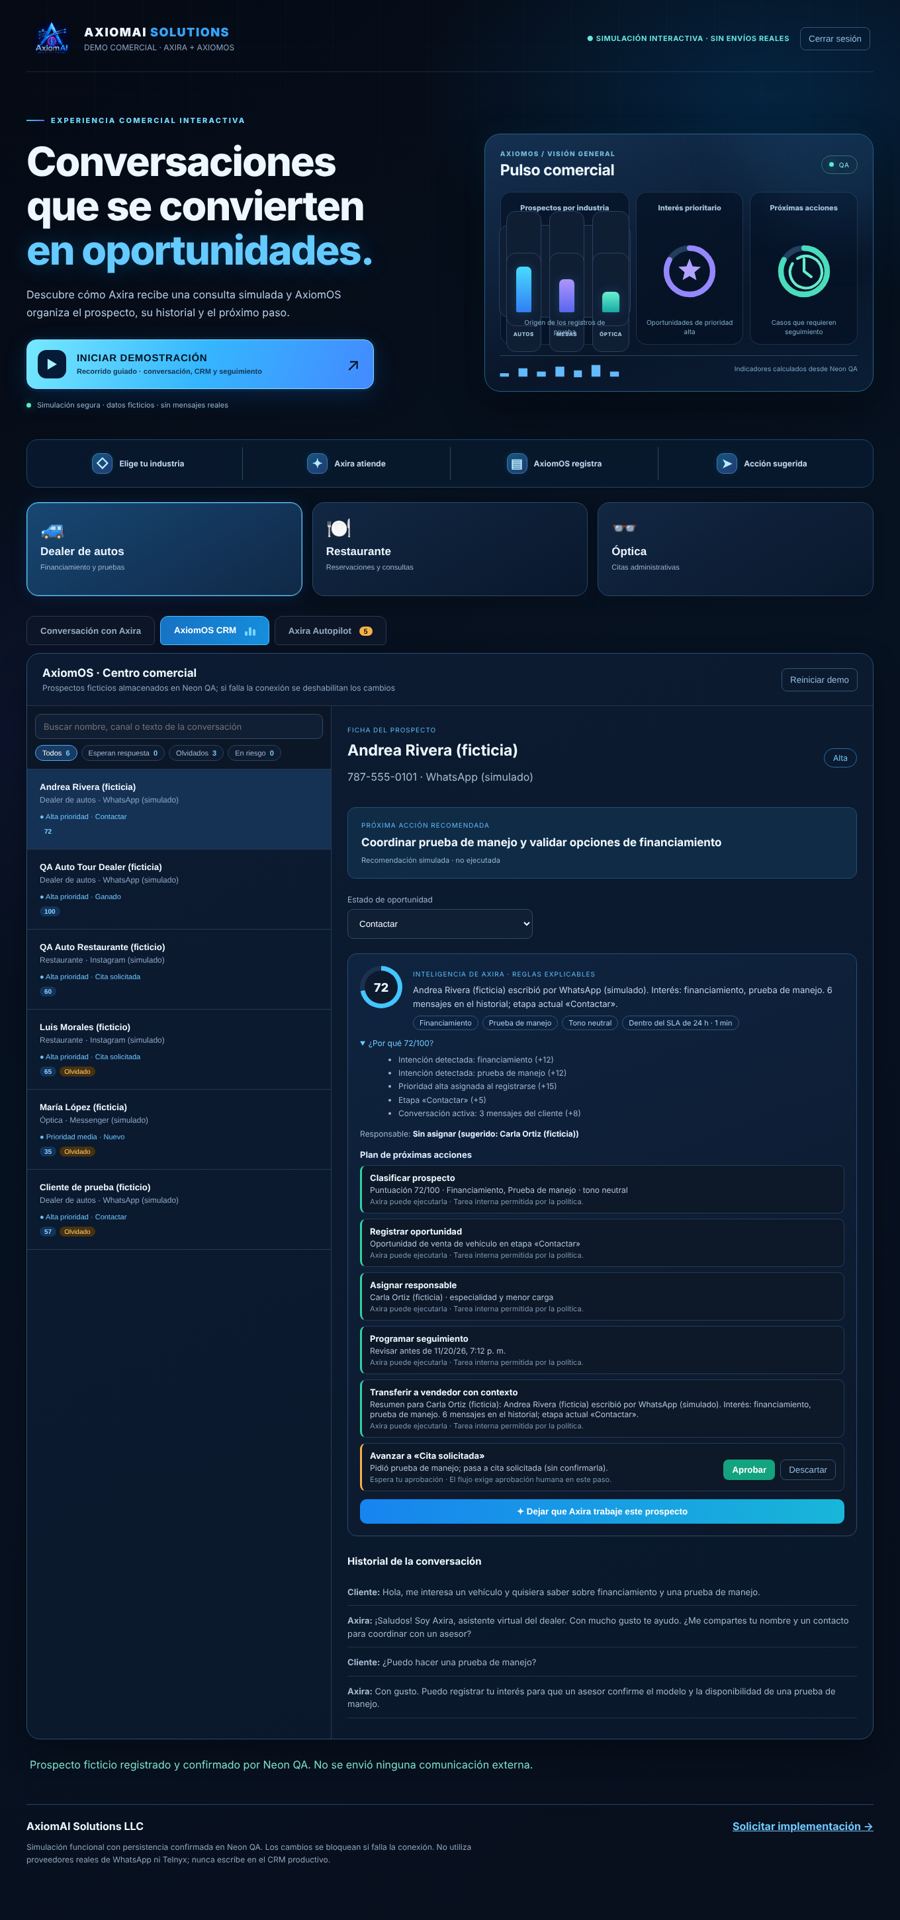 AxiomAI
AXIOMAI SOLUTIONS
DEMO COMERCIAL · AXIRA + AXIOMOS
SIMULACIÓN INTERACTIVA · SIN ENVÍOS REALES
Cerrar sesión
EXPERIENCIA COMERCIAL INTERACTIVA
Conversaciones
que se convierten
en oportunidades.
Descubre cómo Axira recibe una consulta simulada y AxiomOS
organiza el prospecto, su historial y el próximo paso.
INICIAR DEMOSTRACIÓN
Recorrido guiado · conversación, CRM y seguimiento
Simulación segura · datos ficticios · sin mensajes reales
AXIOMOS / VISIÓN GENERAL
Pulso comercial
QA
Prospectos por industria
AUTOS
MESAS
ÓPTICA
Origen de los registros de
Interés prioritario
Oportunidades de prioridad
alta
Próximas acciones
Casos que requieren
seguimiento
Indicadores calculados desde Neon QA
Elige tu industria
Axira atiende
AxiomOS registra
Acción sugerida
Dealer de autos
Financiamiento y pruebas
Restaurante
Reservaciones y consultas
Óptica
Citas administrativas
Conversación con Axira
AxiomOS CRM
Axira Autopilot 5
AxiomOS · Centro comercial
Prospectos ficticios almacenados en Neon QA; si falla la conexión se deshabilitan los cambios
Reiniciar demo
Buscar nombre, canal o texto de la conversación
Todos 6
Esperan respuesta 0
Olvidados 3
En riesgo 0
Andrea Rivera (ficticia)
Dealer de autos · WhatsApp (simulado)
● Alta prioridad · Contactar
72
QA Auto Tour Dealer (ficticia)
Dealer de autos · WhatsApp (simulado)
● Alta prioridad · Ganado
100
QA Auto Restaurante (ficticio)
Restaurante · Instagram (simulado)
● Alta prioridad · Cita solicitada
60
Luis Morales (ficticio)
Restaurante · Instagram (simulado)
● Alta prioridad · Cita solicitada
65 Olvidado
María López (ficticia)
Óptica · Messenger (simulado)
● Prioridad media · Nuevo
35 Olvidado
Cliente de prueba (ficticio)
Dealer de autos · WhatsApp (simulado)
● Alta prioridad · Contactar
57 Olvidado
FICHA DEL PROSPECTO
Andrea Rivera (ficticia)
787-555-0101 · WhatsApp (simulado)
Alta
PRÓXIMA ACCIÓN RECOMENDADA
Coordinar prueba de manejo y validar opciones de financiamiento
Recomendación simulada · no ejecutada
Estado de oportunidad
Contactar
72
INTELIGENCIA DE AXIRA · REGLAS EXPLICABLES
Andrea Rivera (ficticia) escribió por WhatsApp (simulado). Interés: financiamiento, prueba de manejo. 6
mensajes en el historial; etapa actual «Contactar».
Financiamiento
Prueba de manejo
Tono neutral
Dentro del SLA de 24 h · 1 min
▼ ¿Por qué 72/100?
• Intención detectada: financiamiento (+12)
• Intención detectada: prueba de manejo (+12)
• Prioridad alta asignada al registrarse (+15)
• Etapa «Contactar» (+5)
• Conversación activa: 3 mensajes del cliente (+8)
Responsable: Sin asignar (sugerido: Carla Ortiz (ficticia))
Plan de próximas acciones
Clasificar prospecto
Puntuación 72/100 · Financiamiento, Prueba de manejo · tono neutral
Axira puede ejecutarla · Tarea interna permitida por la política.
Registrar oportunidad
Oportunidad de venta de vehículo en etapa «Contactar»
Axira puede ejecutarla · Tarea interna permitida por la política.
Asignar responsable
Carla Ortiz (ficticia) · especialidad y menor carga
Axira puede ejecutarla · Tarea interna permitida por la política.
Programar seguimiento
Revisar antes de 11/20/26, 7:12 p. m.
Axira puede ejecutarla · Tarea interna permitida por la política.
Transferir a vendedor con contexto
Resumen para Carla Ortiz (ficticia): Andrea Rivera (ficticia) escribió por WhatsApp (simulado). Interés: financiamiento,
prueba de manejo. 6 mensajes en el historial; etapa actual «Contactar».
Axira puede ejecutarla · Tarea interna permitida por la política.
Avanzar a «Cita solicitada»
Pidió prueba de manejo; pasa a cita solicitada (sin confirmarla).
Espera tu aprobación · El flujo exige aprobación humana en este paso.
Aprobar
Descartar
✦ Dejar que Axira trabaje este prospecto
Historial de la conversación
Cliente: Hola, me interesa un vehículo y quisiera saber sobre financiamiento y una prueba de manejo.
Axira: ¡Saludos! Soy Axira, asistente virtual del dealer. Con mucho gusto te ayudo. ¿Me compartes tu nombre y un contacto
para coordinar con un asesor?
Cliente: ¿Puedo hacer una prueba de manejo?
Axira: Con gusto. Puedo registrar tu interés para que un asesor confirme el modelo y la disponibilidad de una prueba de
manejo.
Prospecto ficticio registrado y confirmado por Neon QA. No se envió ninguna comunicación externa.
AxiomAI Solutions LLC
Simulación funcional con persistencia confirmada en Neon QA. Los cambios se bloquean si falla la conexión. No utiliza
proveedores reales de WhatsApp ni Telnyx; nunca escribe en el CRM productivo.
Solicitar implementación →